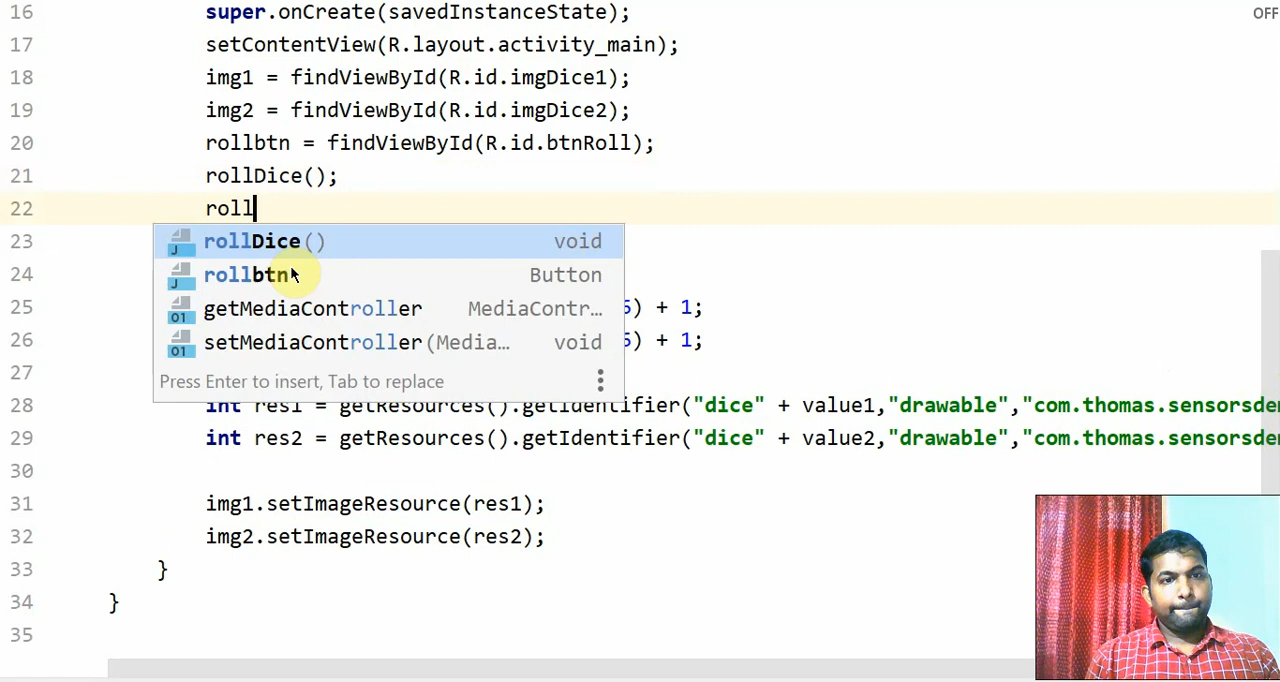 16 super.onCreate(savedInstanceState); OFF
17 setContentView(R.layout.activity_main);
18 img1 = findViewById(R.id.imgDice1);
19 img2 = findViewById(R.id.imgDice2);
20 rollbtn = findViewById(R.id.btnRoll);
21 rollDice();
22 roll
23 rollDice() void
24 rollbtn Button
25 getMediaController MediaContr... ) + 1;
26 setMediaController(Media... void ) + 1;
27 Press Enter to insert, Tab to replace
28 int res1 = getResources().getIdentifier("dice" + value1,"drawable","com.thomas.sensorsde
29 int res2 = getResources().getIdentifier("dice" + value2,"drawable","com.thomas.sensorsde
30
31 img1.setImageResource(res1);
32 img2.setImageResource(res2);
33 }
34 }
35